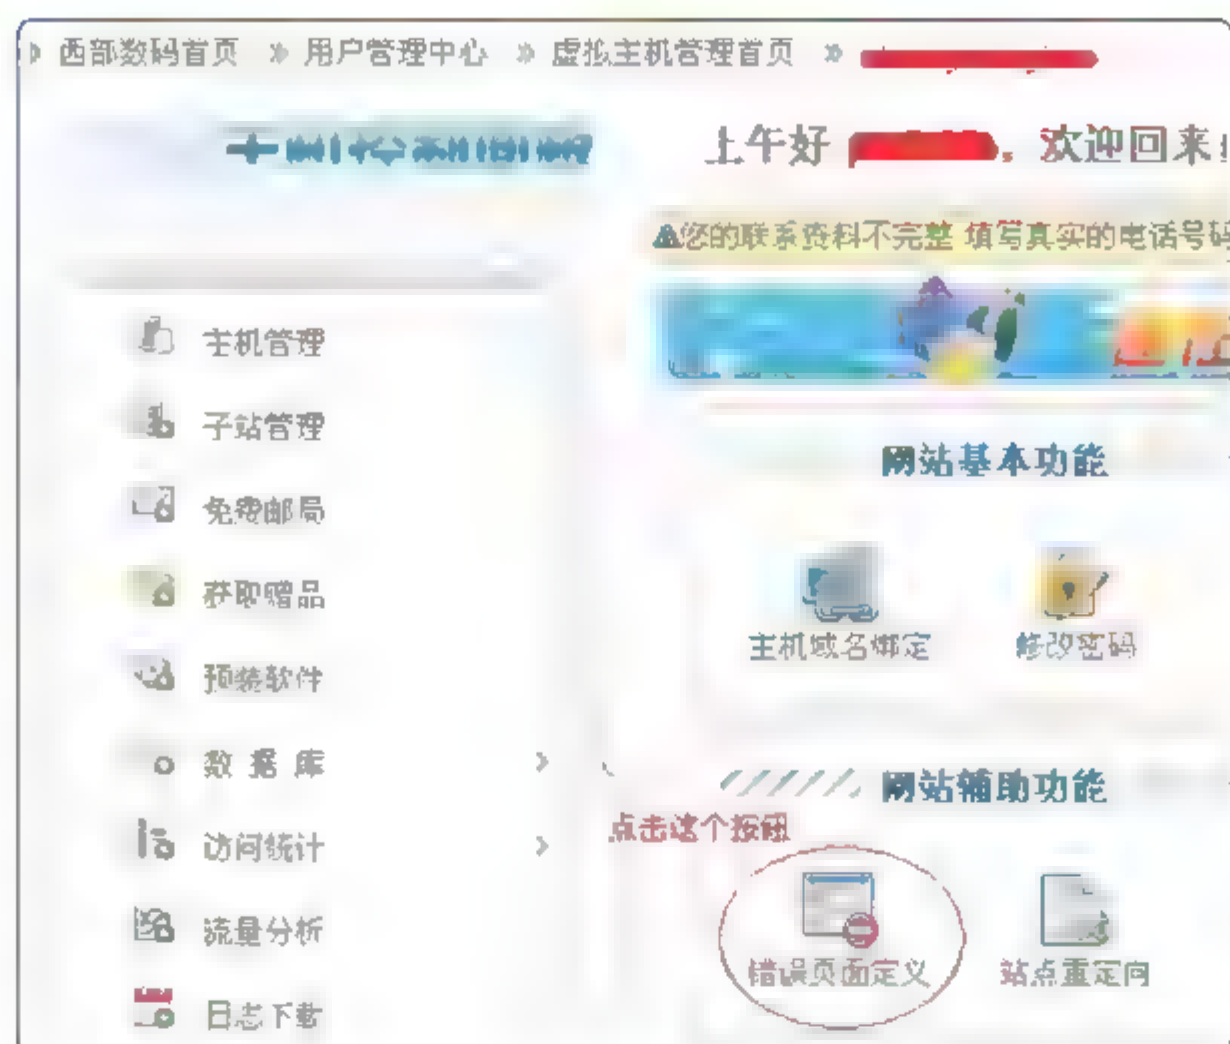 » 西部数码首页 » 用户管理中心 » 虚拟主机管理首页 »
上午好 。欢迎回来!
您的联系资料不完整 填写真实的电话号码
主机管理
子站管理
免费邮局
获取赠品
预装软件
数据库
访问统计
流量分析
日志下载
网站基本功能
主机域名绑定 修改密码
网站辅助功能
点击这个按钮
错误页面定义 站点重定向